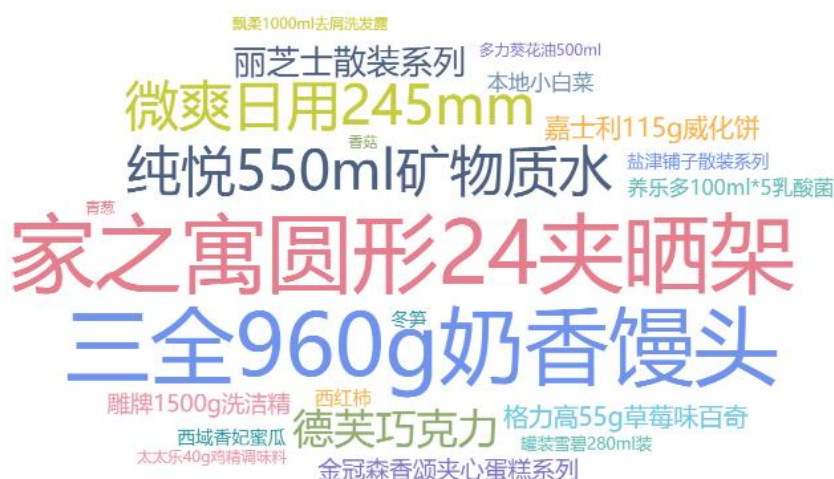 飘柔1000ml去屑洗发露
丽芝士散装系列
多力葵花油500ml
本地小白菜
微爽日用245mm
嘉士利115g威化饼
香菇
纯悦550ml矿物质水
盐津铺子散装系列
养乐多100ml*5乳酸菌
青葱
家之寓圆形24夹晒架
三全960g奶香馒头
冬笋
雕牌1500g洗洁精
西红柿
德芙巧克力
格力高55g草莓味百奇
西域香妃蜜瓜
罐装雪碧280ml装
太太乐40g鸡精调味料
金冠森香颂夹心蛋糕系列